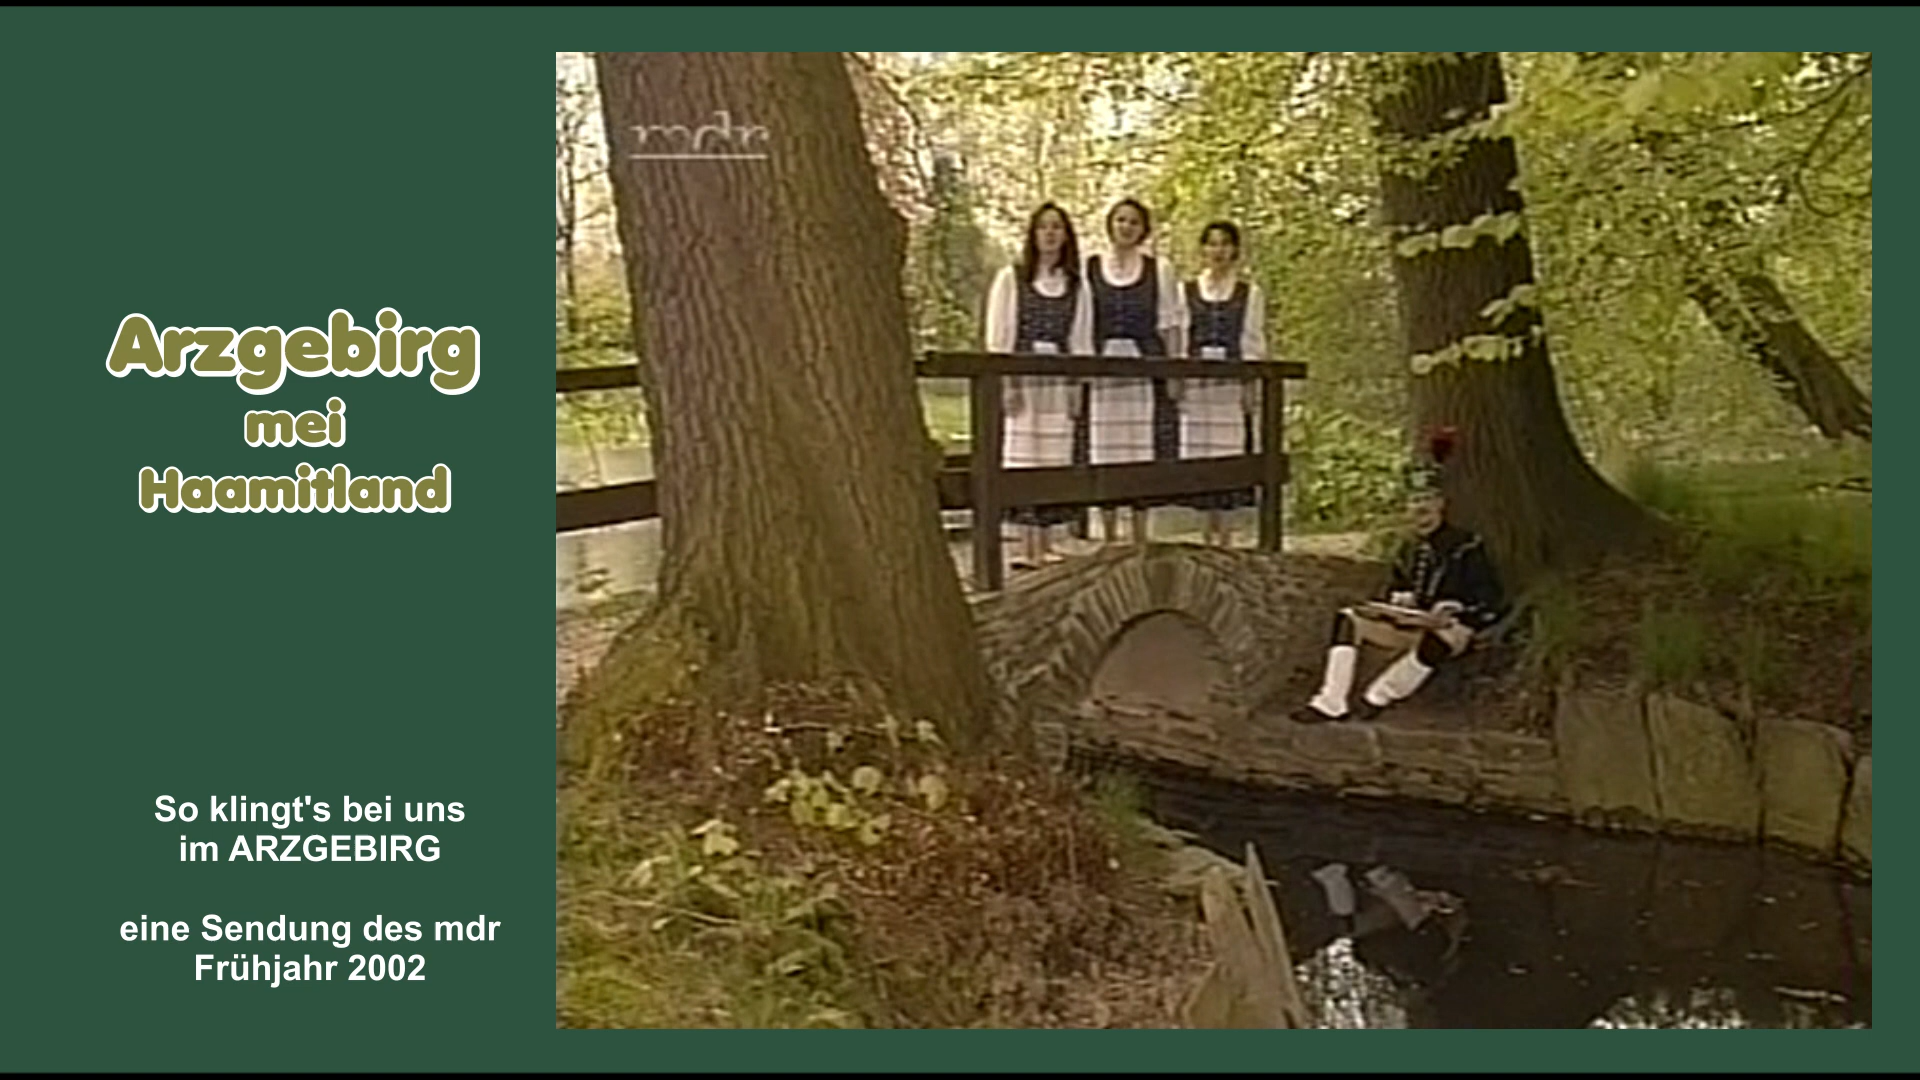 mdr
Arzgebirg
mei
Haamitland
So klingt's bei uns
im ARZGEBIRG
eine Sendung des mdr
Frühjahr 2002